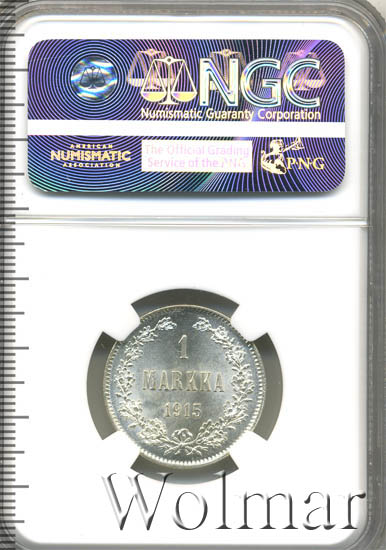 NGC
Numismatic Guaranty Corporation
AMERICAN
NUMISMATIC
ASSOCIATION
The Official Grading
Service of the PNG
PNG
1
MARKKA
1915
Wolmar